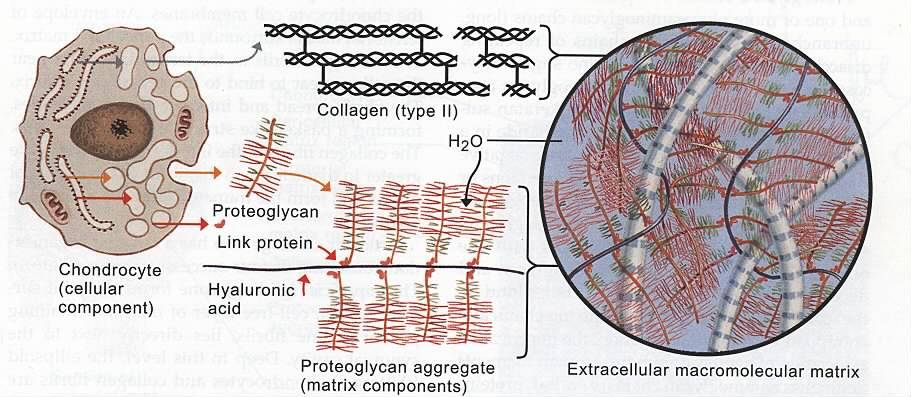 Collagen (type II)
H2O
Proteoglycan
Link protein
Chondrocyte
(cellular
component)
Hyaluronic
acid
Proteoglycan aggregate
(matrix components)
Extracellular macromolecular matrix